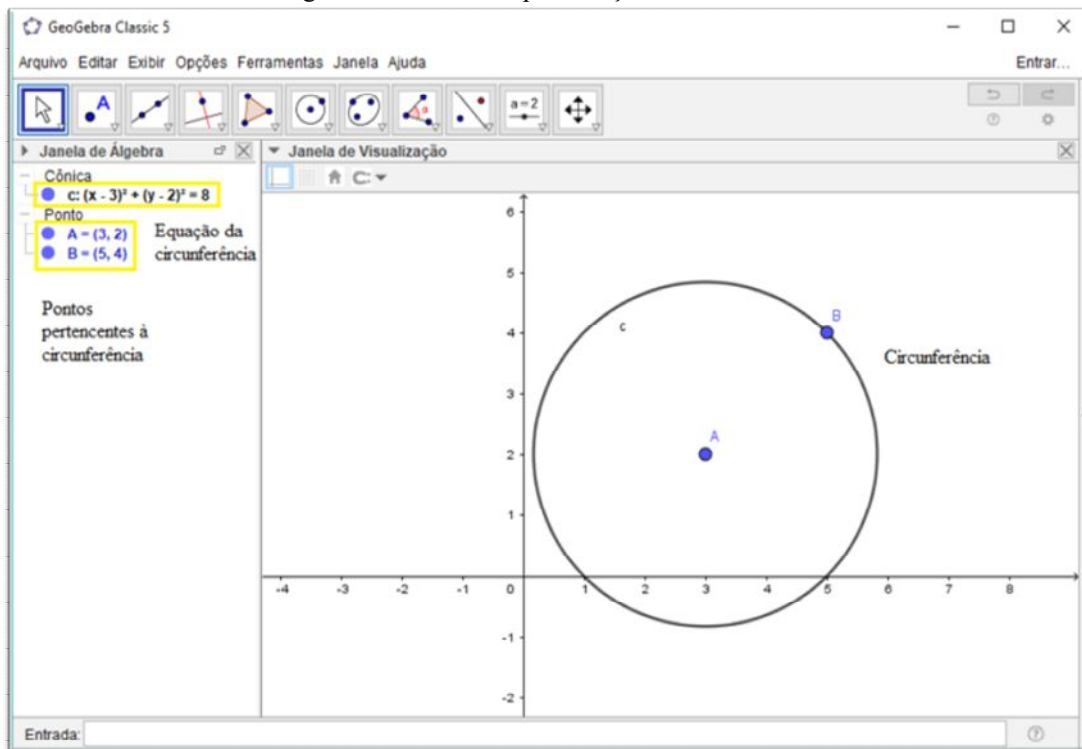 GeoGebra Classic 5
Arquivo Editar Exibir Opções Ferramentas Janela Ajuda
Entrar...
A
α
a = 2
Janela de Álgebra
Janela de Visualização
Cônica
c: (x - 3)² + (y - 2)² = 8
Ponto
A = (3, 2)
B = (5, 4)
Equação da
circunferência
Pontos
pertencentes à
circunferência
C:
6
5
4
3
2
1
-1
-2
-4 -3 -2 -1 0 1 2 3 4 5 6 7 8
c
B
A
Circunferência
Entrada: